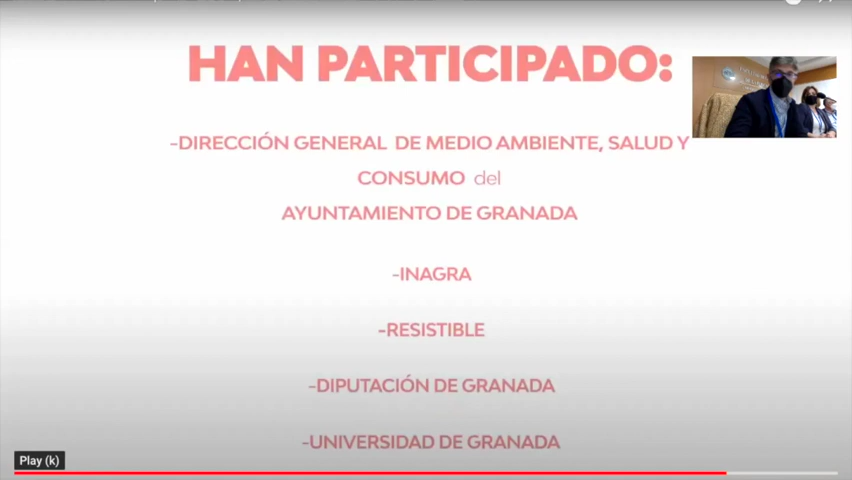 HAN PARTICIPADO:
-DIRECCIÓN GENERAL DE MEDIO AMBIENTE, SALUD Y
CONSUMO del
AYUNTAMIENTO DE GRANADA
-INAGRA
-RESISTIBLE
-DIPUTACIÓN DE GRANADA
-UNIVERSIDAD DE GRANADA
Play (k)